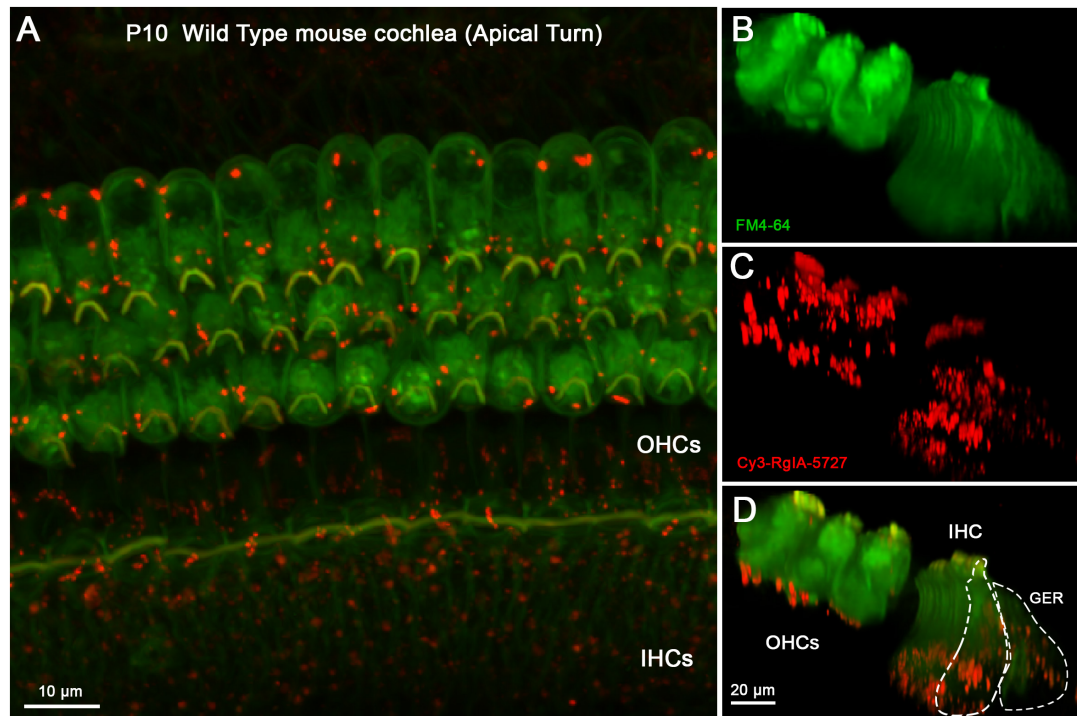 A
P10 Wild Type mouse cochlea (Apical Turn)
OHCs
IHCs
10 µm
B
FM4-64
C
Cy3-RgIA-5727
D
IHC
GER
OHCs
20 µm